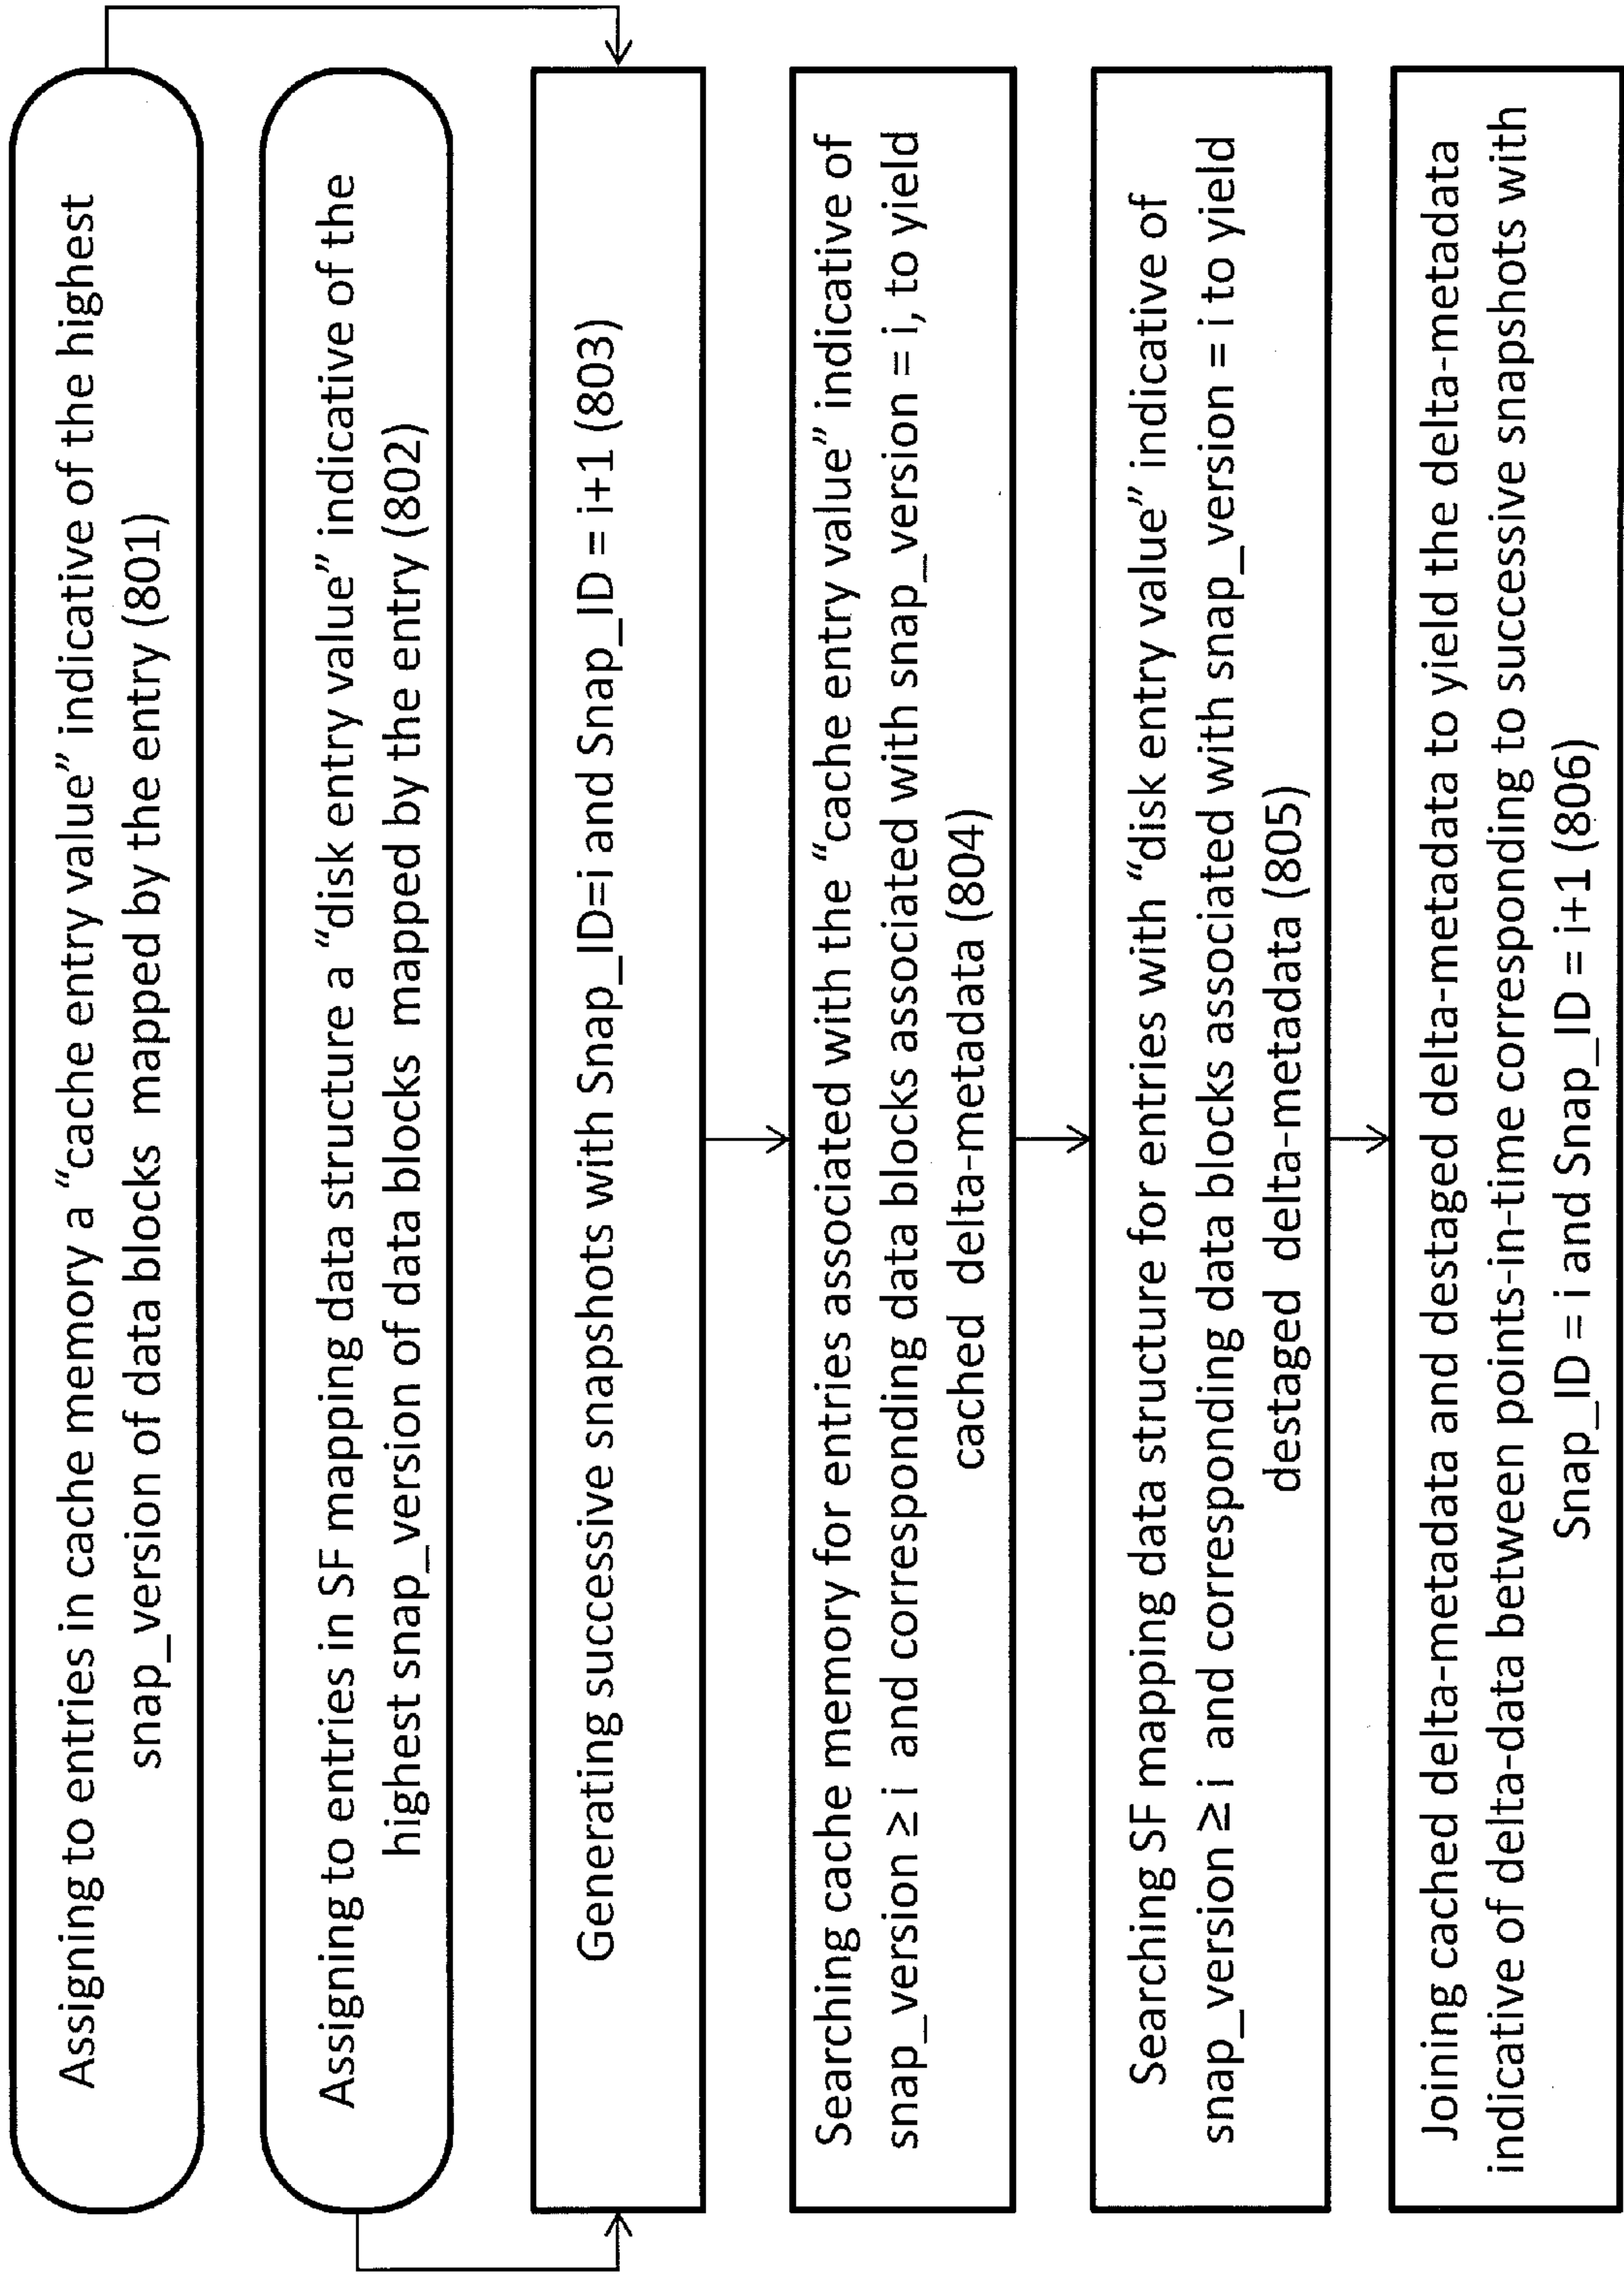 Assigning to entries in cache memory a “cache entry value” indicative of the highest
snap_version of data blocks mapped by the entry (801)
Assigning to entries in SF mapping data structure a “disk entry value” indicative of the
highest snap_version of data blocks mapped by the entry (802)
Generating successive snapshots with Snap_ID=i and Snap_ID = i+1 (803)
Searching cache memory for entries associated with the “cache entry value” indicative of
snap_version ≥ i and corresponding data blocks associated with snap_version = i, to yield
cached delta-metadata (804)
Searching SF mapping data structure for entries with “disk entry value” indicative of
snap_version ≥ i and corresponding data blocks associated with snap_version = i to yield
destaged delta-metadata (805)
Joining cached delta-metadata and destaged delta-metadata to yield the delta-metadata
indicative of delta-data between points-in-time corresponding to successive snapshots with
Snap_ID = i and Snap_ID = i+1 (806)